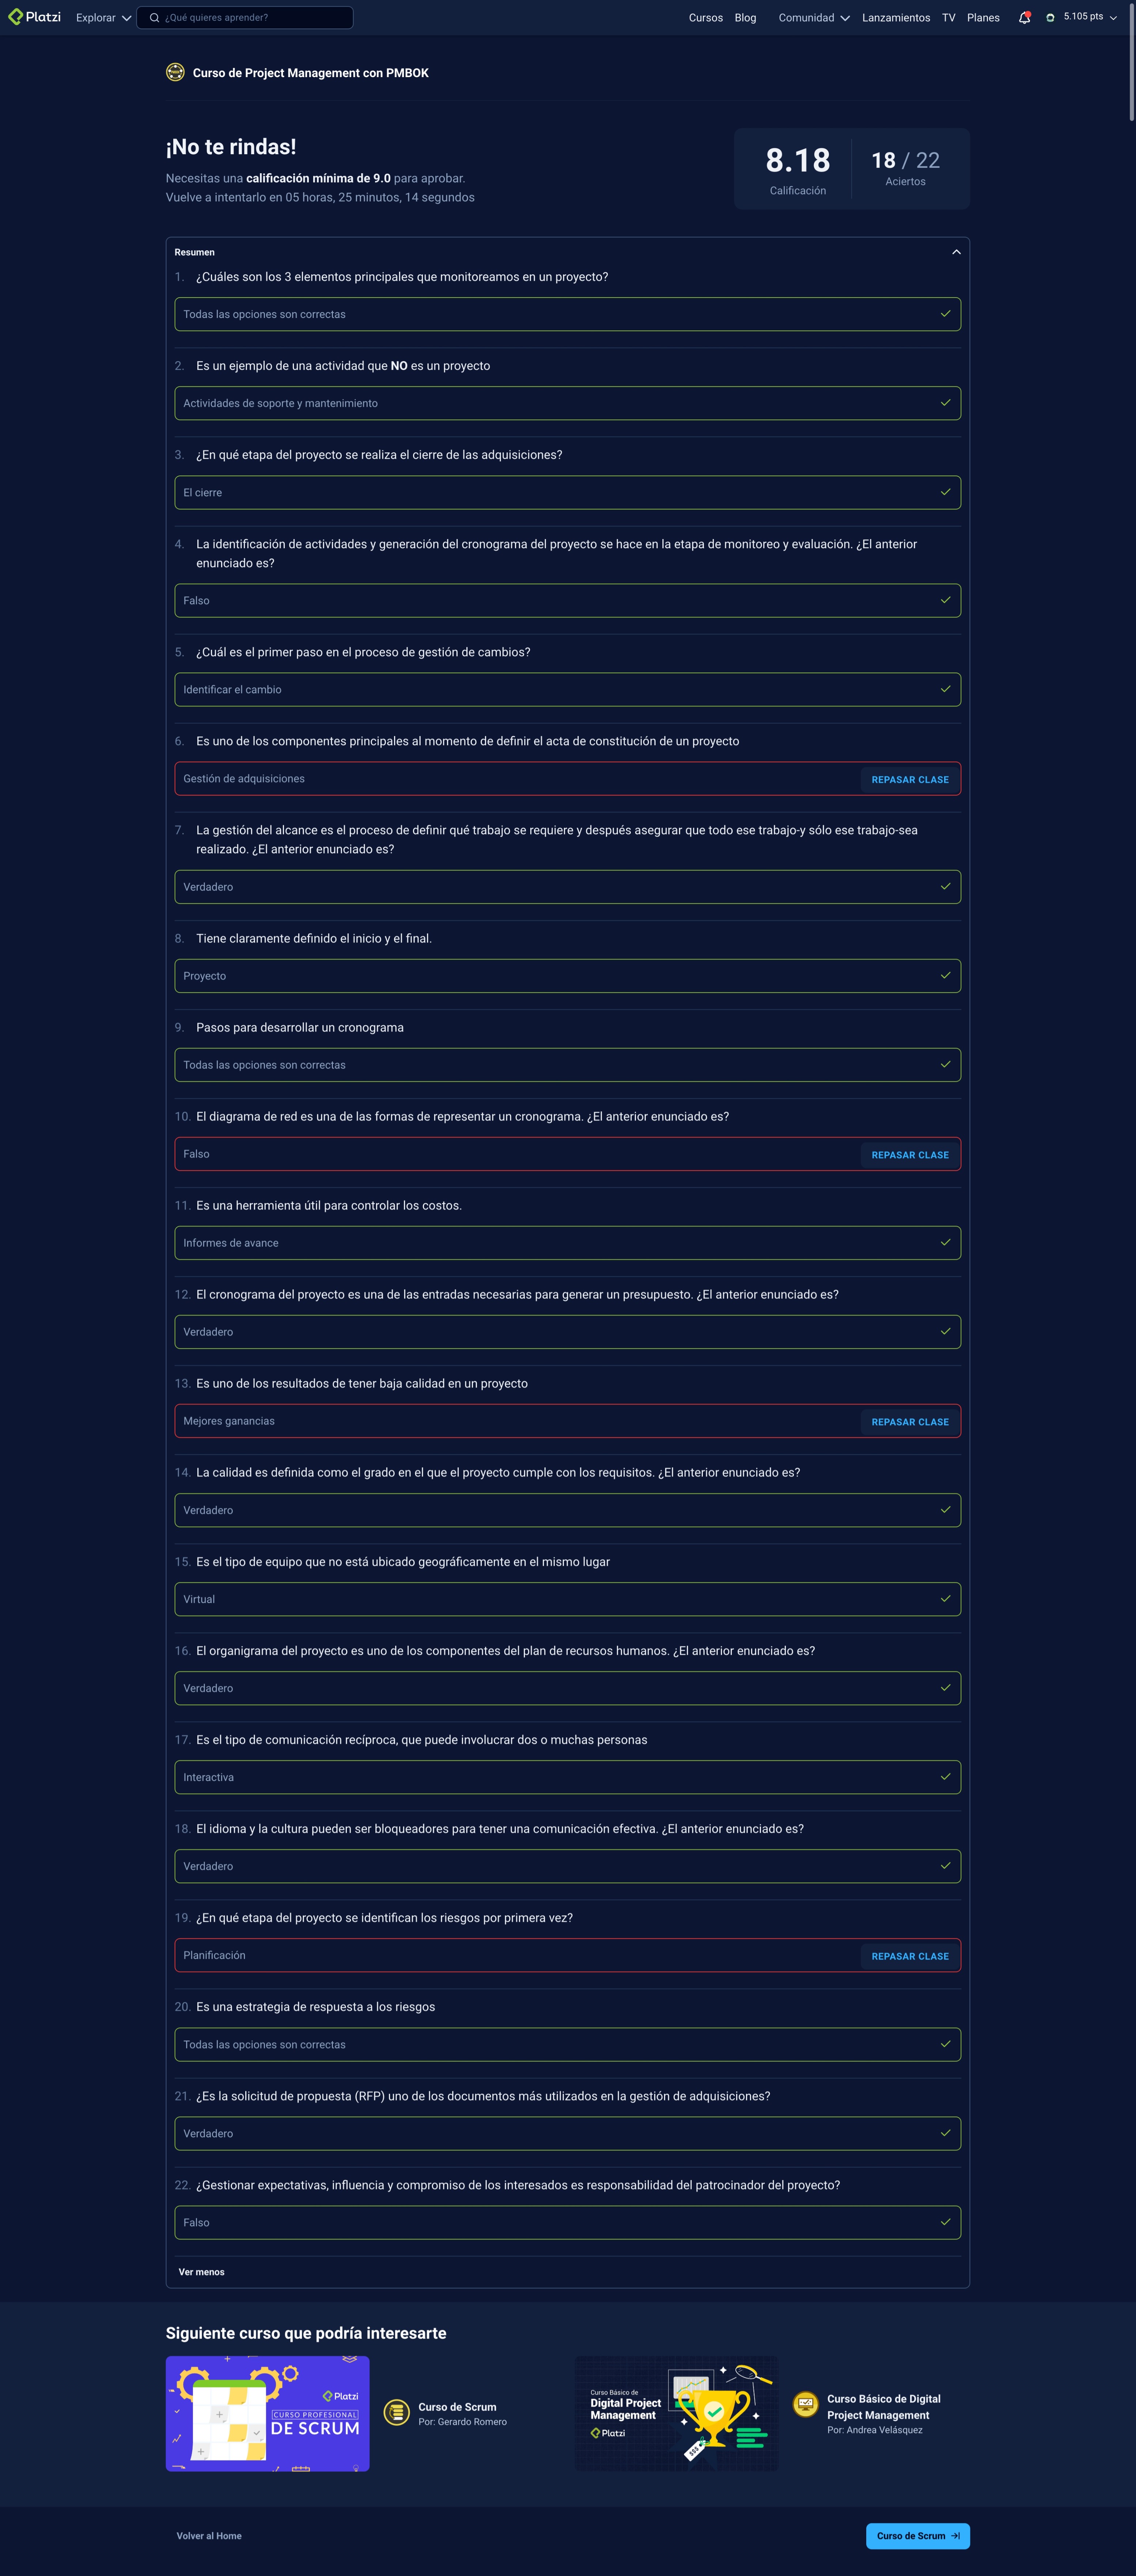 Platzi
Explorar
¿Qué quieres aprender?
Cursos
Blog
Comunidad
Lanzamientos
TV
Planes
5.105 pts
Curso de Project Management con PMBOK
¡No te rindas!
Necesitas una calificación mínima de 9.0 para aprobar.
Vuelve a intentarlo en 05 horas, 25 minutos, 14 segundos
8.18
Calificación
18 / 22
Aciertos
Resumen
1. ¿Cuáles son los 3 elementos principales que monitoreamos en un proyecto?
Todas las opciones son correctas
2. Es un ejemplo de una actividad que NO es un proyecto
Actividades de soporte y mantenimiento
3. ¿En qué etapa del proyecto se realiza el cierre de las adquisiciones?
El cierre
4. La identificación de actividades y generación del cronograma del proyecto se hace en la etapa de monitoreo y evaluación. ¿El anterior
enunciado es?
Falso
5. ¿Cuál es el primer paso en el proceso de gestión de cambios?
Identificar el cambio
6. Es uno de los componentes principales al momento de definir el acta de constitución de un proyecto
Gestión de adquisiciones
REPASAR CLASE
7. La gestión del alcance es el proceso de definir qué trabajo se requiere y después asegurar que todo ese trabajo-y sólo ese trabajo-sea
realizado. ¿El anterior enunciado es?
Verdadero
8. Tiene claramente definido el inicio y el final.
Proyecto
9. Pasos para desarrollar un cronograma
Todas las opciones son correctas
10. El diagrama de red es una de las formas de representar un cronograma. ¿El anterior enunciado es?
Falso
REPASAR CLASE
11. Es una herramienta útil para controlar los costos.
Informes de avance
12. El cronograma del proyecto es una de las entradas necesarias para generar un presupuesto. ¿El anterior enunciado es?
Verdadero
13. Es uno de los resultados de tener baja calidad en un proyecto
Mejores ganancias
REPASAR CLASE
14. La calidad es definida como el grado en el que el proyecto cumple con los requisitos. ¿El anterior enunciado es?
Verdadero
15. Es el tipo de equipo que no está ubicado geográficamente en el mismo lugar
Virtual
16. El organigrama del proyecto es uno de los componentes del plan de recursos humanos. ¿El anterior enunciado es?
Verdadero
17. Es el tipo de comunicación recíproca, que puede involucrar dos o muchas personas
Interactiva
18. El idioma y la cultura pueden ser bloqueadores para tener una comunicación efectiva. ¿El anterior enunciado es?
Verdadero
19. ¿En qué etapa del proyecto se identifican los riesgos por primera vez?
Planificación
REPASAR CLASE
20. Es una estrategia de respuesta a los riesgos
Todas las opciones son correctas
21. ¿Es la solicitud de propuesta (RFP) uno de los documentos más utilizados en la gestión de adquisiciones?
Verdadero
22. ¿Gestionar expectativas, influencia y compromiso de los interesados es responsabilidad del patrocinador del proyecto?
Falso
Ver menos
Siguiente curso que podría interesarte
Platzi
CURSO PROFESIONAL
DE SCRUM
Curso de Scrum
Por: Gerardo Romero
Curso Básico de
Digital Project
Management
Platzi
$$$
Curso Básico de Digital
Project Management
Por: Andrea Velásquez
Volver al Home
Curso de Scrum